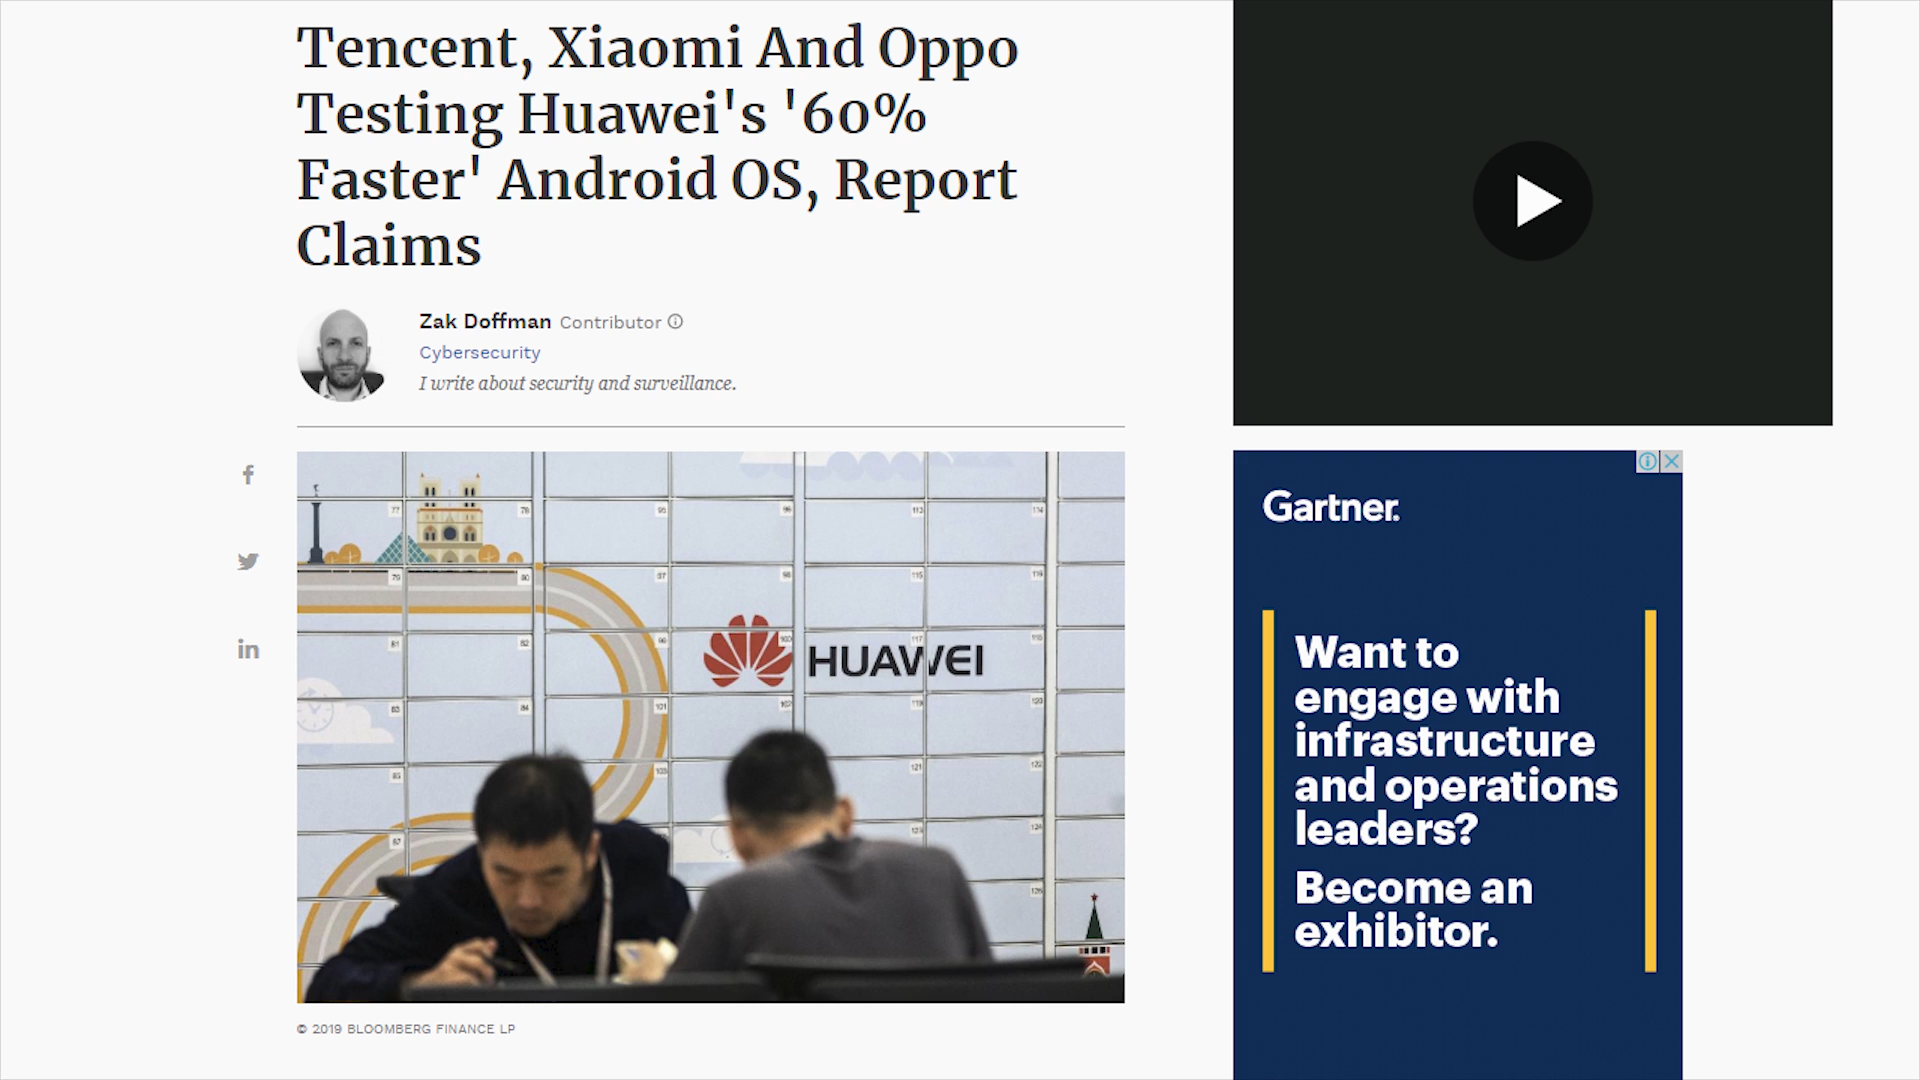 Tencent, Xiaomi And Oppo
Testing Huawei's '60%
Faster' Android OS, Report
Claims
Zak Doffman Contributor
Cybersecurity
I write about security and surveillance.
HUAWEI
© 2019 BLOOMBERG FINANCE LP
Gartner.
Want to
engage with
infrastructure
and operations
leaders?
Become an
exhibitor.